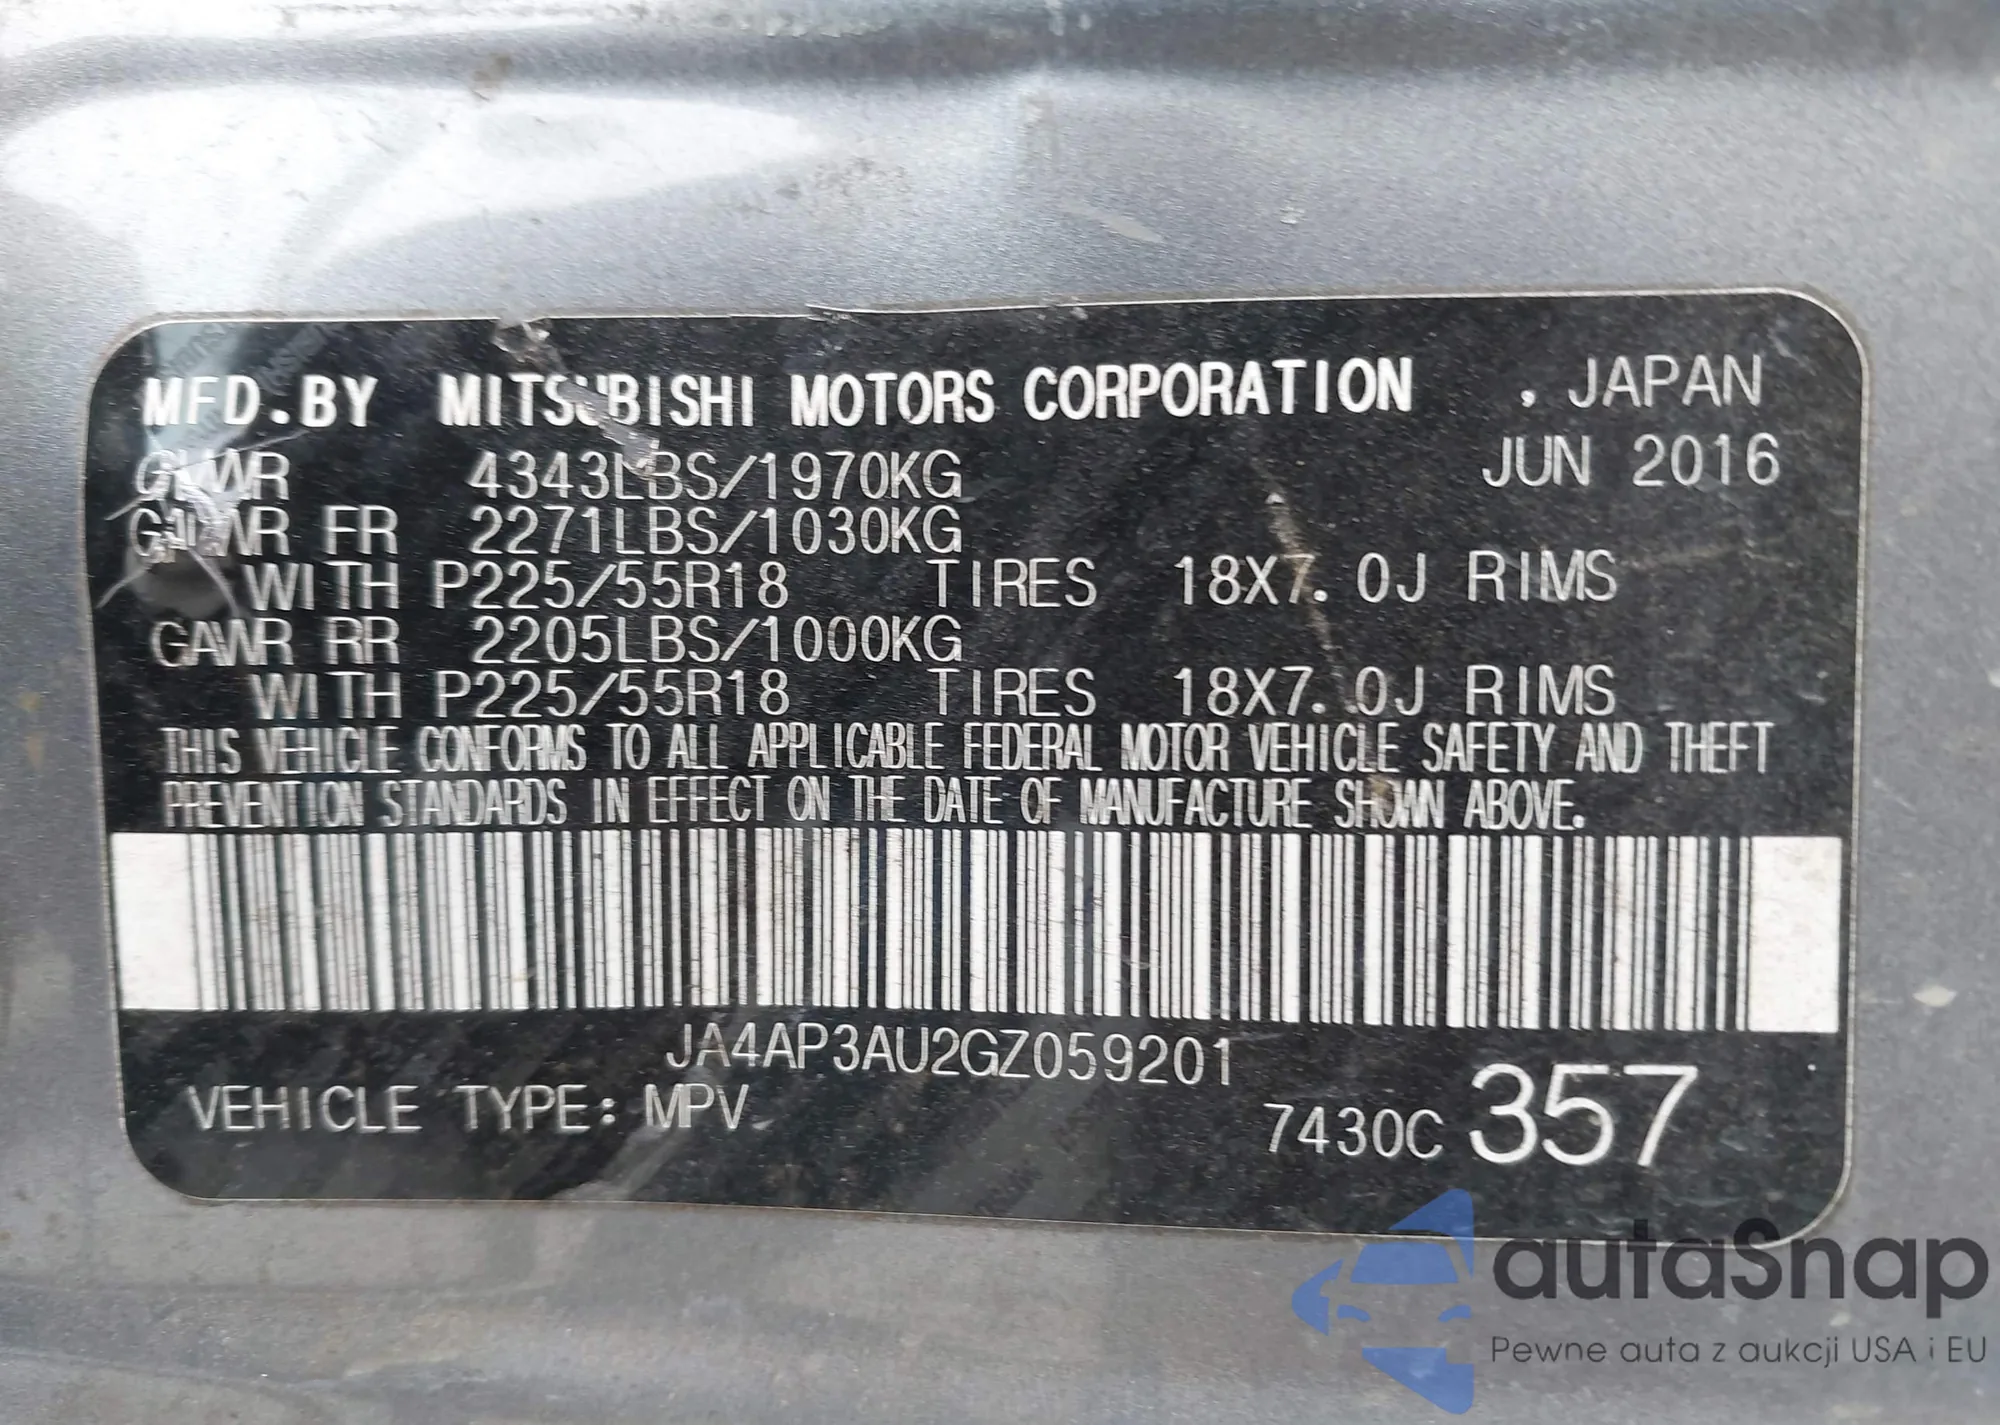 MFD.BY MITSUBISHI MOTORS CORPORATION , JAPAN
JUN 2016
GVWR 4343LBS/1970KG
GAWR FR 2271LBS/1030KG
WITH P225/55R18 TIRES 18X7.0J RIMS
GAWR RR 2205LBS/1000KG
WITH P225/55R18 TIRES 18X7.0J RIMS
THIS VEHICLE CONFORMS TO ALL APPLICABLE FEDERAL MOTOR VEHICLE SAFETY AND THEFT
PREVENTION STANDARDS IN EFFECT ON THE DATE OF MANUFACTURE SHOWN ABOVE.
JA4AP3AU2GZ059201
VEHICLE TYPE: MPV
7430C 357
autaSnap
Pewne auta z aukcji USA i EU